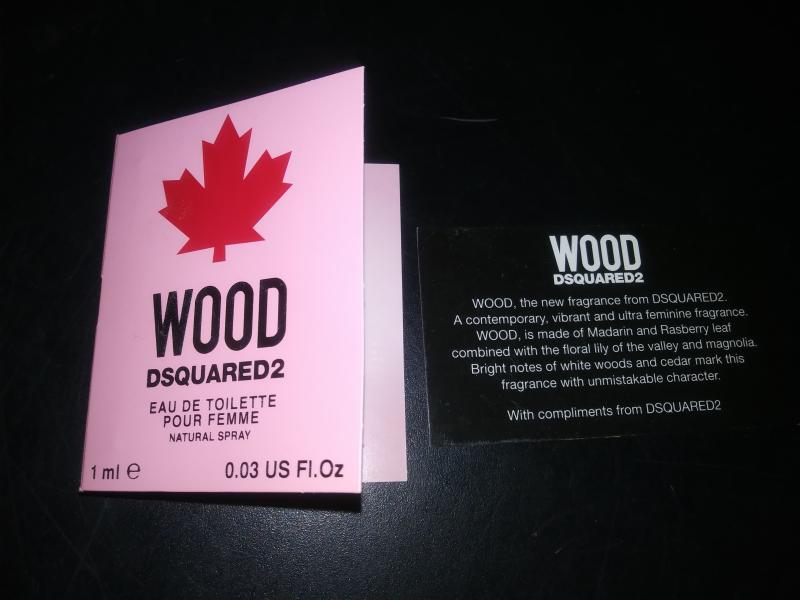 WOOD
DSQUARED2
EAU DE TOILETTE
POUR FEMME
NATURAL SPRAY
1 ml e
0.03 US Fl.Oz
WOOD
DSQUARED2
WOOD, the new fragrance from DSQUARED2.
A contemporary, vibrant and ultra feminine fragrance.
WOOD, is made of Madarin and Rasberry leaf
combined with the floral lily of the valley and magnolia.
Bright notes of white woods and cedar mark this
fragrance with unmistakable character.
With compliments from DSQUARED2